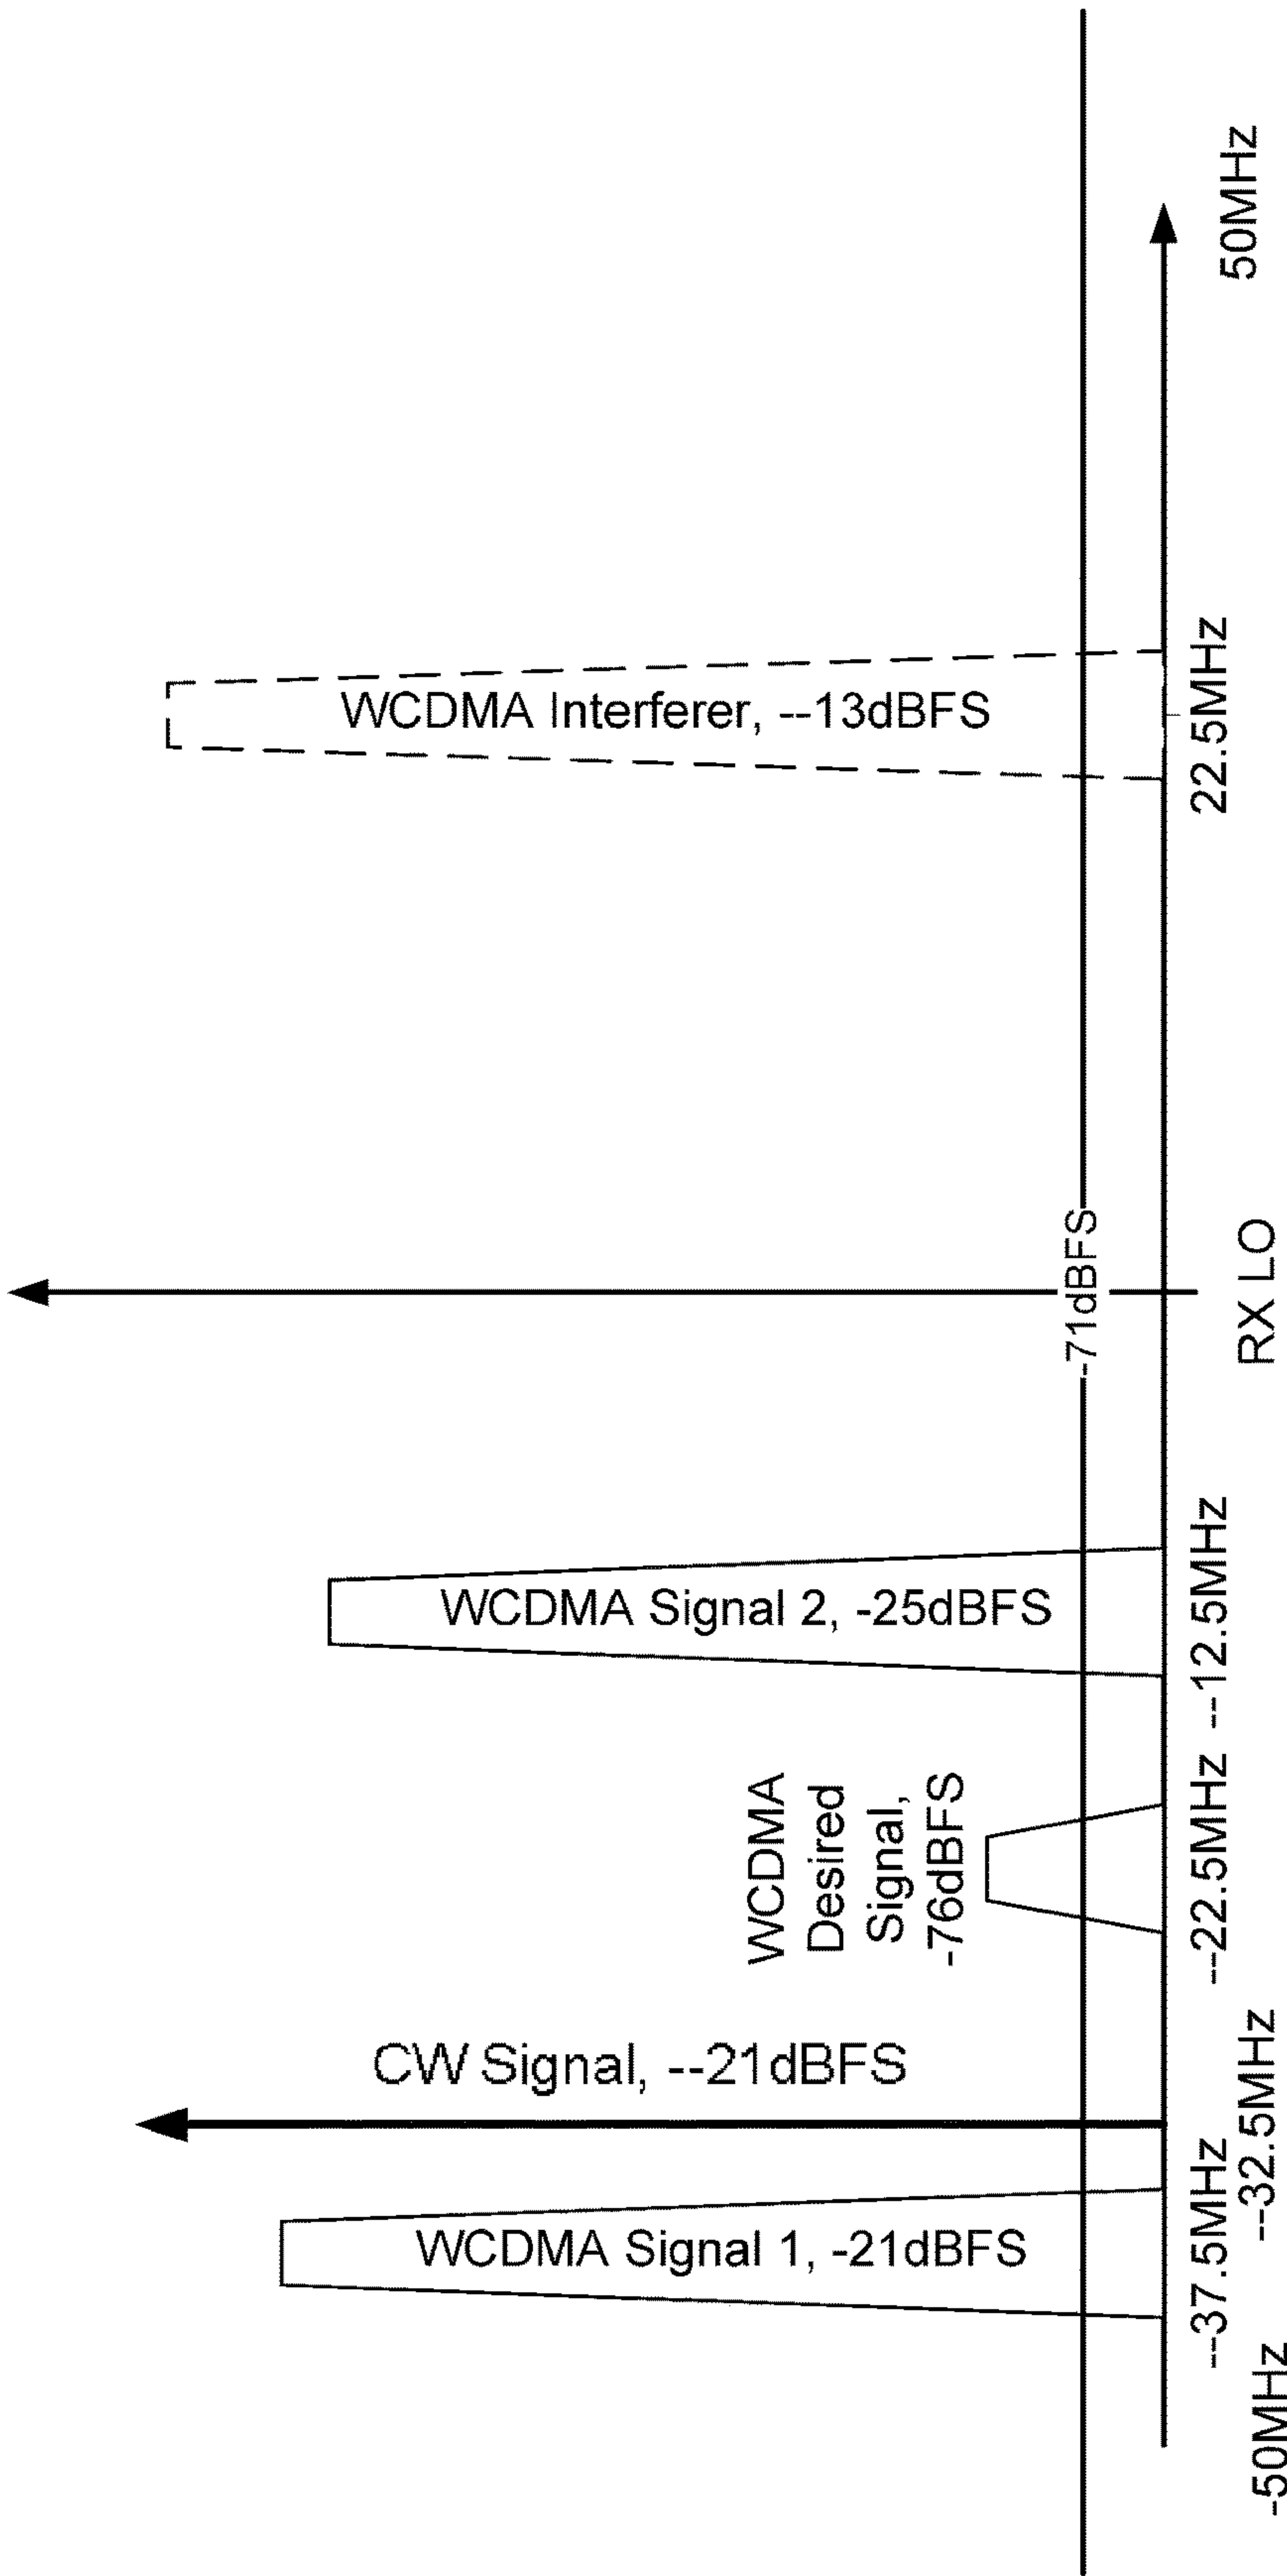 WCDMA Signal 1, -21dBFS
CW Signal, --21dBFS
WCDMA
Desired
Signal,
-76dBFS
WCDMA Signal 2, -25dBFS
-71dBFS
WCDMA Interferer, --13dBFS
-50MHz
--37.5MHz
--32.5MHz
--22.5MHz
--12.5MHz
RX LO
22.5MHz
50MHz